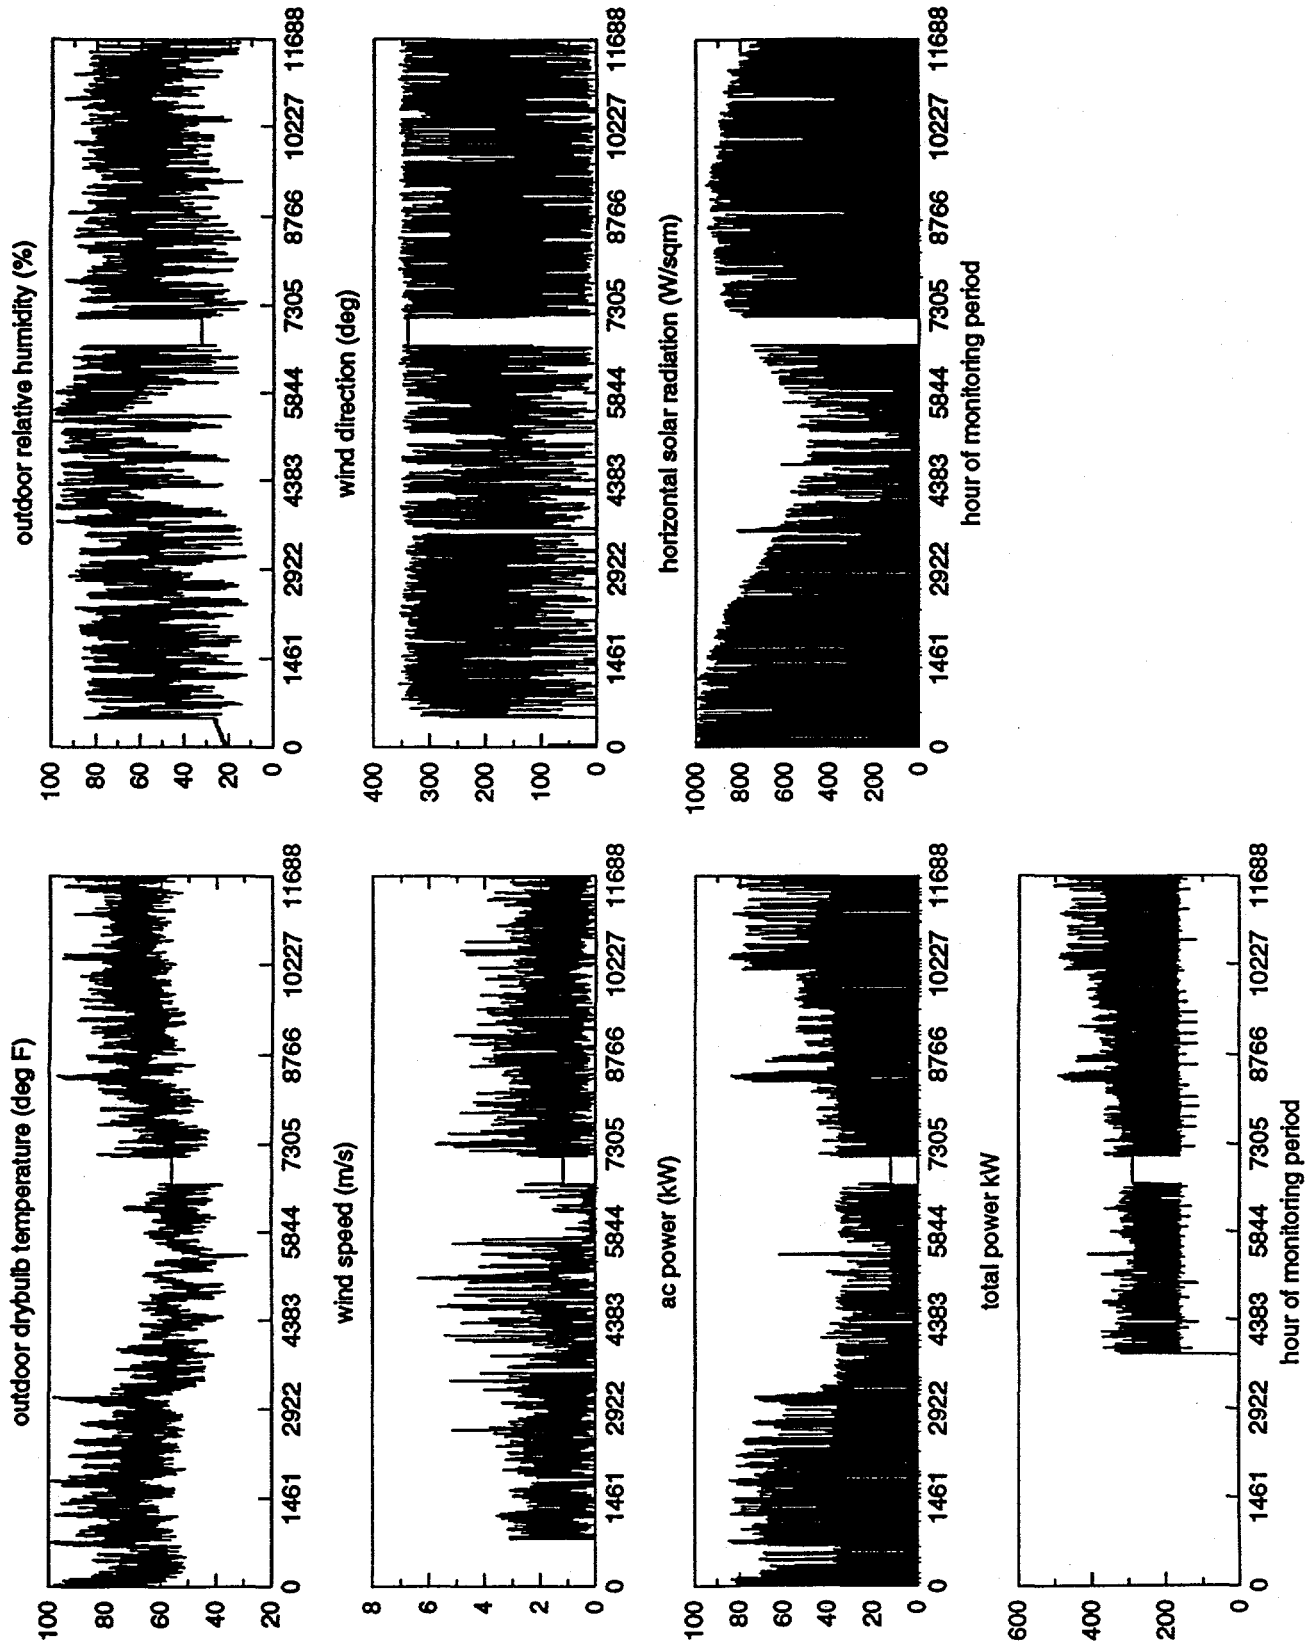 outdoor drybulb temperature (deg F)
100
80
60
40
20
0 1461 2922 4383 5844 7305 8766 10227 11688
wind speed (m/s)
8
6
4
2
0
0 1461 2922 4383 5844 7305 8766 10227 11688
ac power (kW)
100
80
60
40
20
0
0 1461 2922 4383 5844 7305 8766 10227 11688
total power kW
600
400
200
0
0 1461 2922 4383 5844 7305 8766 10227 11688
hour of monitoring period
outdoor relative humidity (%)
100
80
60
40
20
0
0 1461 2922 4383 5844 7305 8766 10227 11688
wind direction (deg)
400
300
200
100
0
0 1461 2922 4383 5844 7305 8766 10227 11688
horizontal solar radiation (W/sqm)
1000
800
600
400
200
0
0 1461 2922 4383 5844 7305 8766 10227 11688
hour of monitoring period